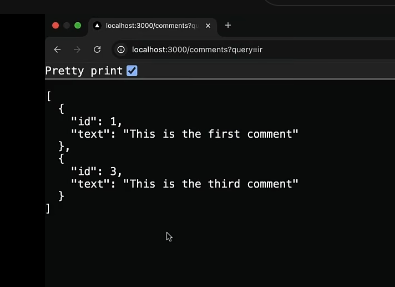 localhost:3000/comments?qu
localhost:3000/comments?query=ir
Pretty print
[
  {
    "id": 1,
    "text": "This is the first comment"
  },
  {
    "id": 3,
    "text": "This is the third comment"
  }
]